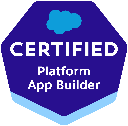 CERTIFIED
Platform
App Builder